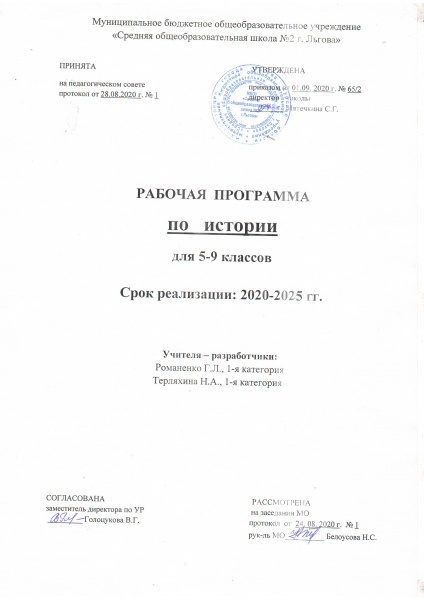 Муниципальное бюджетное общеобразовательное учреждение
«Средняя общеобразовательная школа №2 г. Льгова»
ПРИНЯТА
на педагогическом совете
протокол от 28.08.2020 г. № 1
УТВЕРЖДЕНА
приказом от 01.09. 2020 г. № 65/2
директор школы
С.Г.
РАБОЧАЯ ПРОГРАММА
по истории
для 5-9 классов
Срок реализации: 2020-2025 гг.
Учителя – разработчики:
Романенко Г.Л., 1-я категория
Терляхина Н.А., 1-я категория
СОГЛАСОВАНА
заместитель директора по УР
Голоцукова В.Г.
РАССМОТРЕНА
на заседании МО
протокол от 24. 08.2020 г. № 1
рук-ль МО Белоусова Н.С.